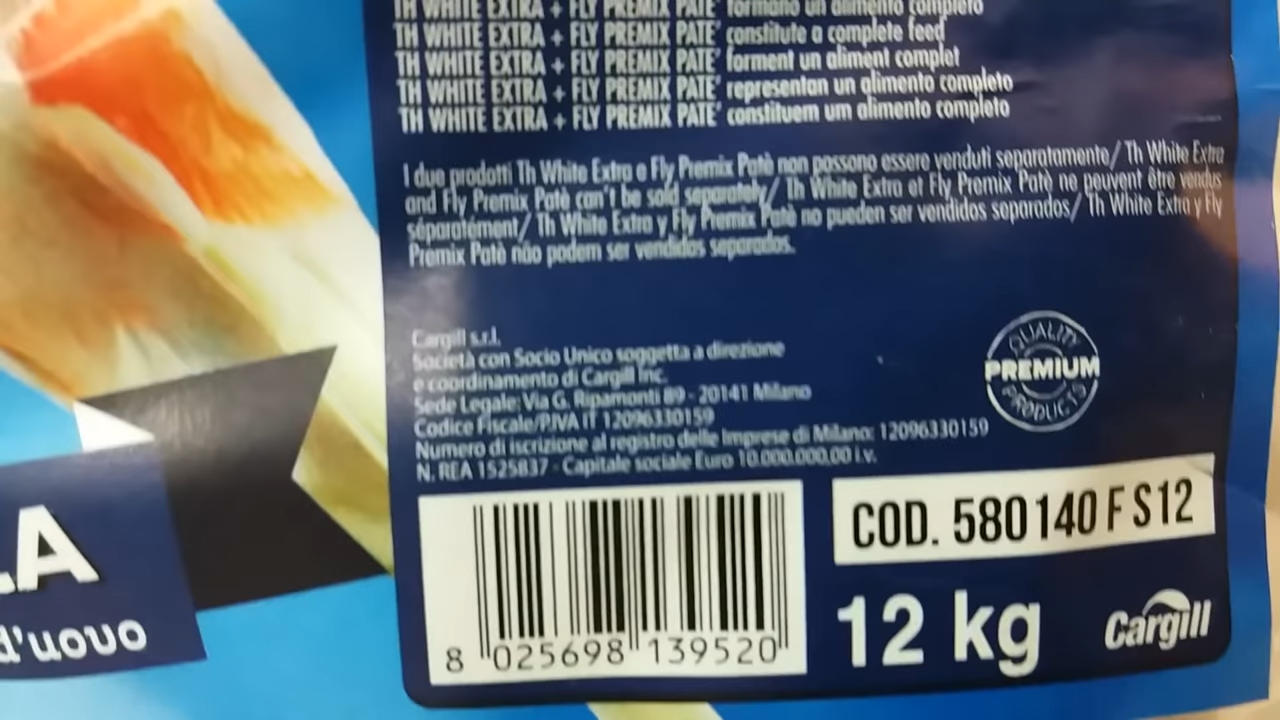 TH WHITE EXTRA + FLY PREMIX PATE' formano un alimento completo
TH WHITE EXTRA + FLY PREMIX PATE' constitute a complete feed
TH WHITE EXTRA + FLY PREMIX PATE' forment un aliment complet
TH WHITE EXTRA + FLY PREMIX PATE' representan un alimento completo
TH WHITE EXTRA + FLY PREMIX PATE' constituem um alimento completo
I due prodotti Th White Extra e Fly Premix Patè non possono essere venduti separatamente/ Th White Extra
and Fly Premix Patè can't be sold separately/ Th White Extra et Fly Premix Patè ne peuvent être vendus
séparatément/ Th White Extra y Fly Premix Patè no pueden ser vendidos separados/ Th White Extra y Fly
Premix Patè não podem ser vendidos separados.
Cargill s.r.l.
Società con Socio Unico soggetta a direzione
e coordinamento di Cargill Inc.
Sede Legale: Via G. Ripamonti 89 - 20141 Milano
Codice Fiscale/P.IVA IT 12096330159
Numero di iscrizione al registro delle Imprese di Milano: 12096330159
N. REA 1525837 - Capitale sociale Euro 10.000.000,00 i.v.
QUALITY
PREMIUM
PRODUCTS
COD. 580140 F S12
8 025698 139520
12 kg
Cargill
LA
d'uovo